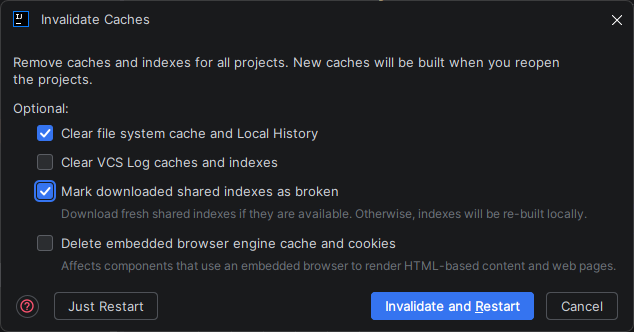 IJ
Invalidate Caches
Remove caches and indexes for all projects. New caches will be built when you reopen
the projects.
Optional:
Clear file system cache and Local History
Clear VCS Log caches and indexes
Mark downloaded shared indexes as broken
Download fresh shared indexes if they are available. Otherwise, indexes will be re-built locally.
Delete embedded browser engine cache and cookies
Affects components that use an embedded browser to render HTML-based content and web pages.
? Just Restart Invalidate and Restart Cancel